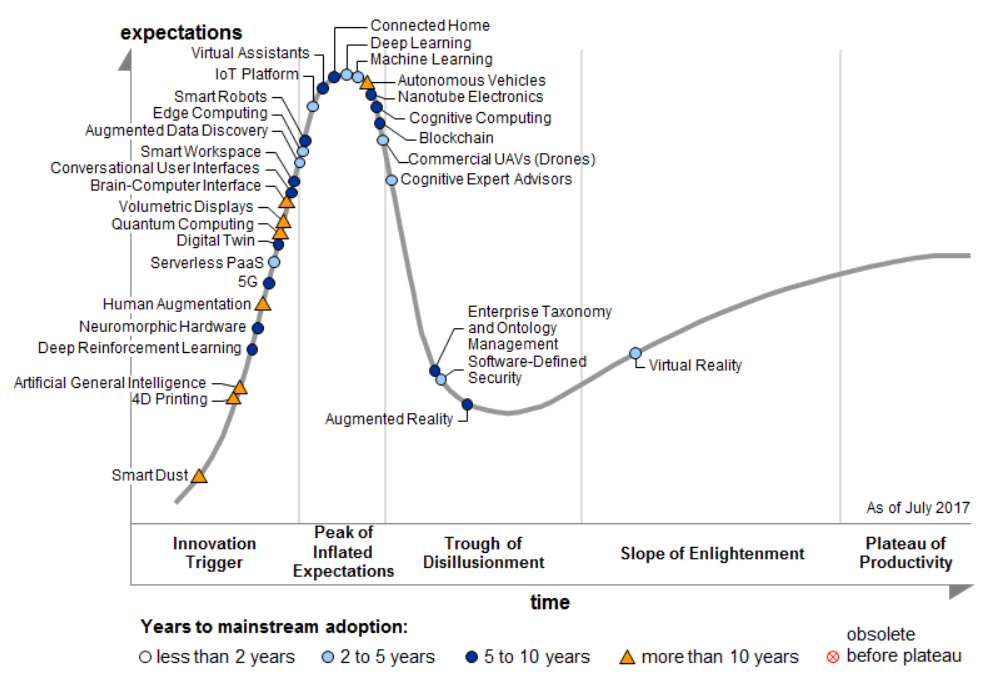 expectations
Connected Home
Deep Learning
Virtual Assistants
Machine Learning
IoT Platform
Autonomous Vehicles
Smart Robots
Nanotube Electronics
Edge Computing
Cognitive Computing
Augmented Data Discovery
Blockchain
Smart Workspace
Commercial UAVs (Drones)
Conversational User Interfaces
Cognitive Expert Advisors
Brain-Computer Interface
Volumetric Displays
Quantum Computing
Digital Twin
Serverless PaaS
5G
Human Augmentation
Neuromorphic Hardware
Deep Reinforcement Learning
Artificial General Intelligence
4D Printing
Smart Dust
Enterprise Taxonomy
and Ontology
Management
Software-Defined
Security
Augmented Reality
Virtual Reality
As of July 2017
Innovation
Trigger
Peak of
Inflated
Expectations
Trough of
Disillusionment
Slope of Enlightenment
Plateau of
Productivity
time
Years to mainstream adoption:
less than 2 years
2 to 5 years
5 to 10 years
more than 10 years
obsolete
before plateau